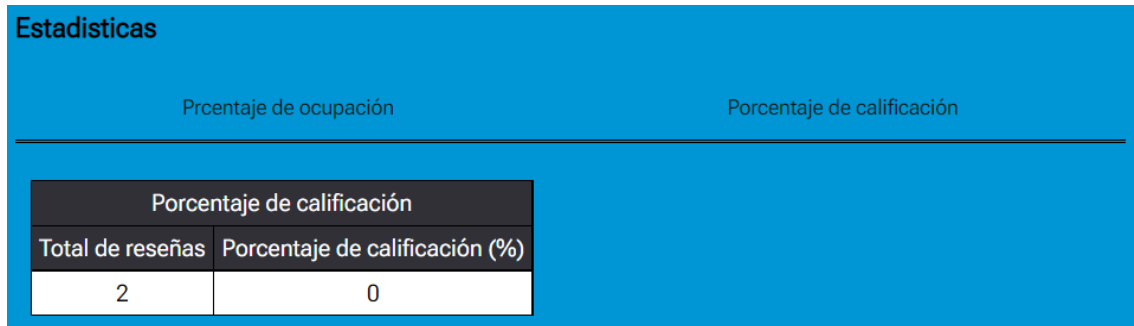 Estadisticas
Prcentaje de ocupación Porcentaje de calificación
Porcentaje de calificación
Total de reseñas Porcentaje de calificación (%)
2 0